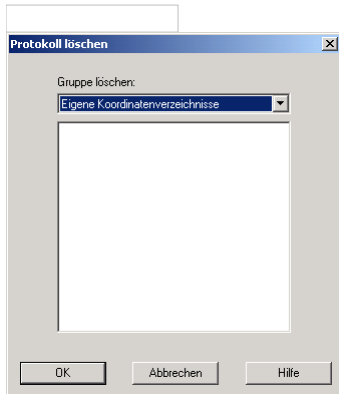 Protokoll löschen
Gruppe löschen:
Eigene Koordinatenverzeichnisse
OK Abbrechen Hilfe